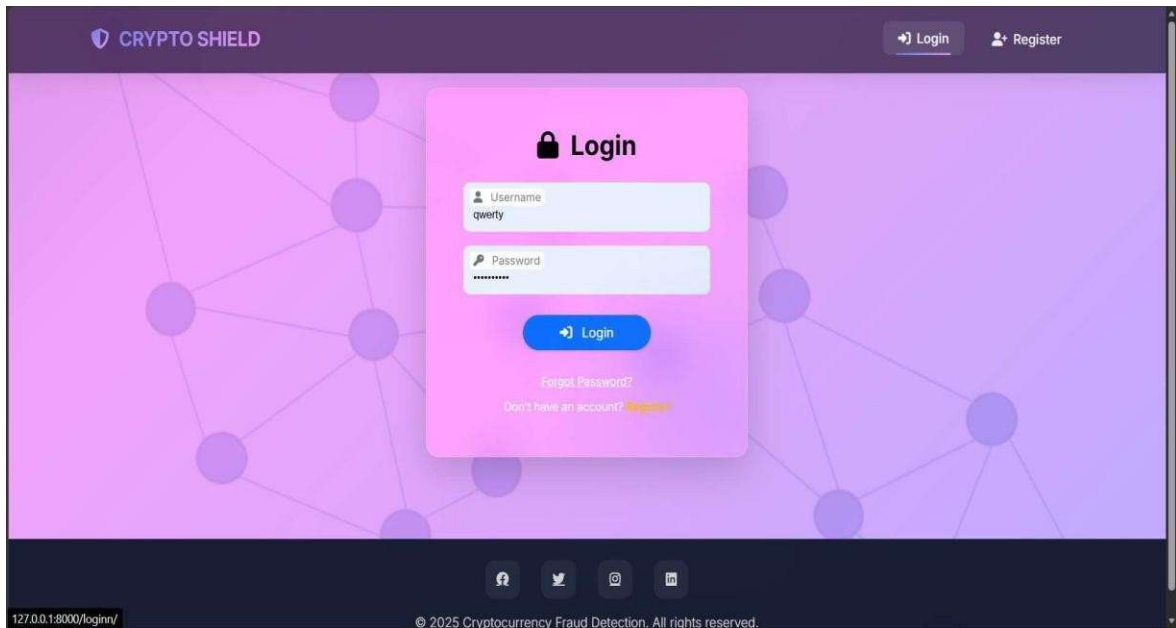 CRYPTO SHIELD
Login
Register
Login
Username
qwerty
Password
••••••••••
Login
Forgot Password?
Don't have an account? Register
127.0.0.1:8000/loginn/
© 2025 Cryptocurrency Fraud Detection. All rights reserved.